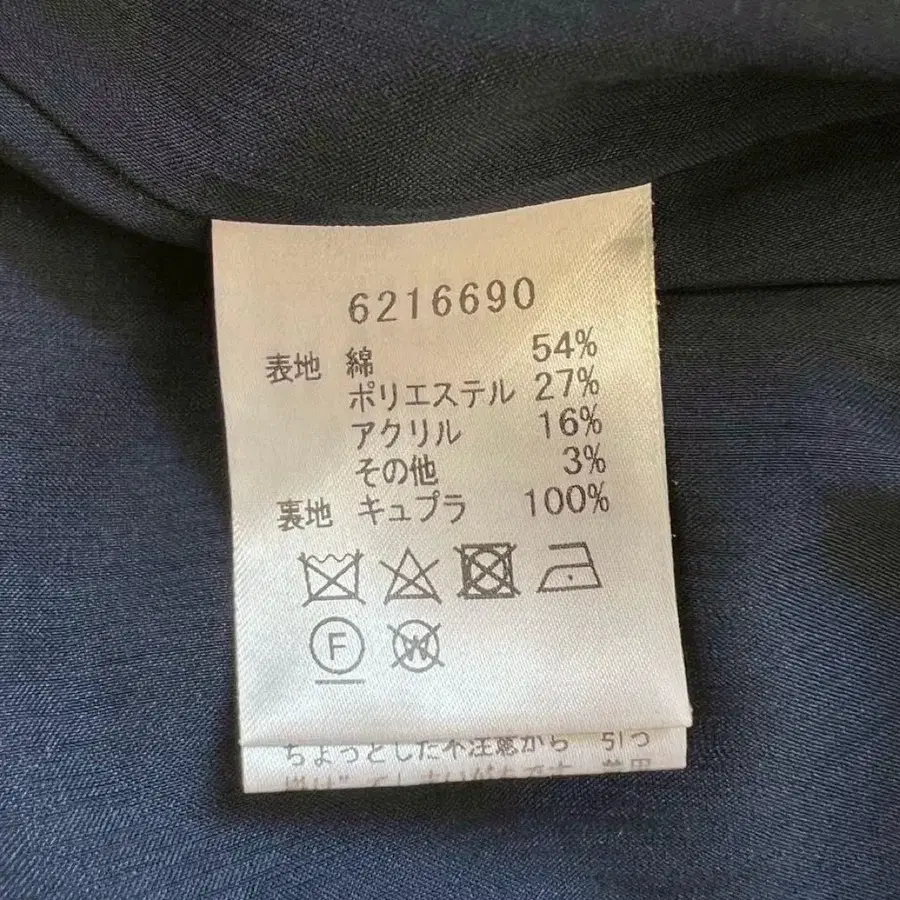 6216690
表地 綿 54%
ポリエステル 27%
アクリル 16%
その他 3%
裏地 キュプラ 100%
F W
ちょっとした不注意から 引っ